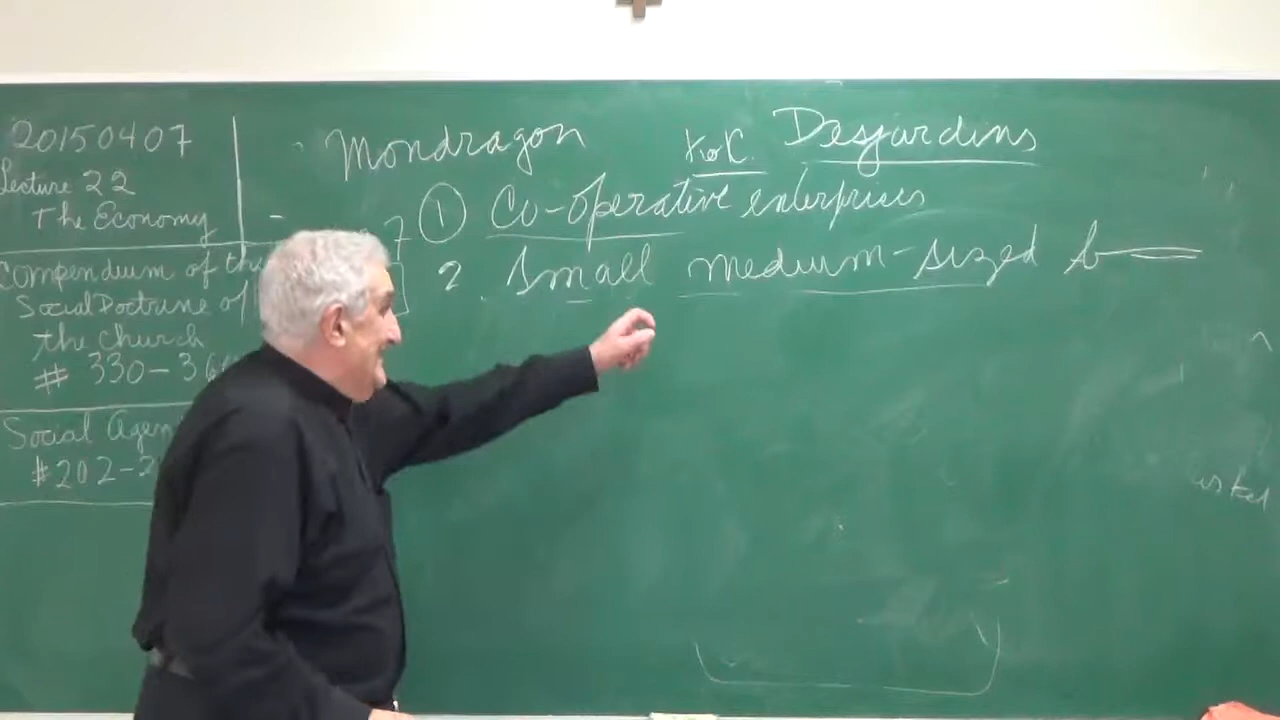 20150407
Lecture 22
The Economy
Compendium of the
Social Doctrine of
the Church
# 330-36
Social Agen
#202-2
Mondragon
K of C. Desjardins
① Co-operative enterprises
2. Small medium-sized b